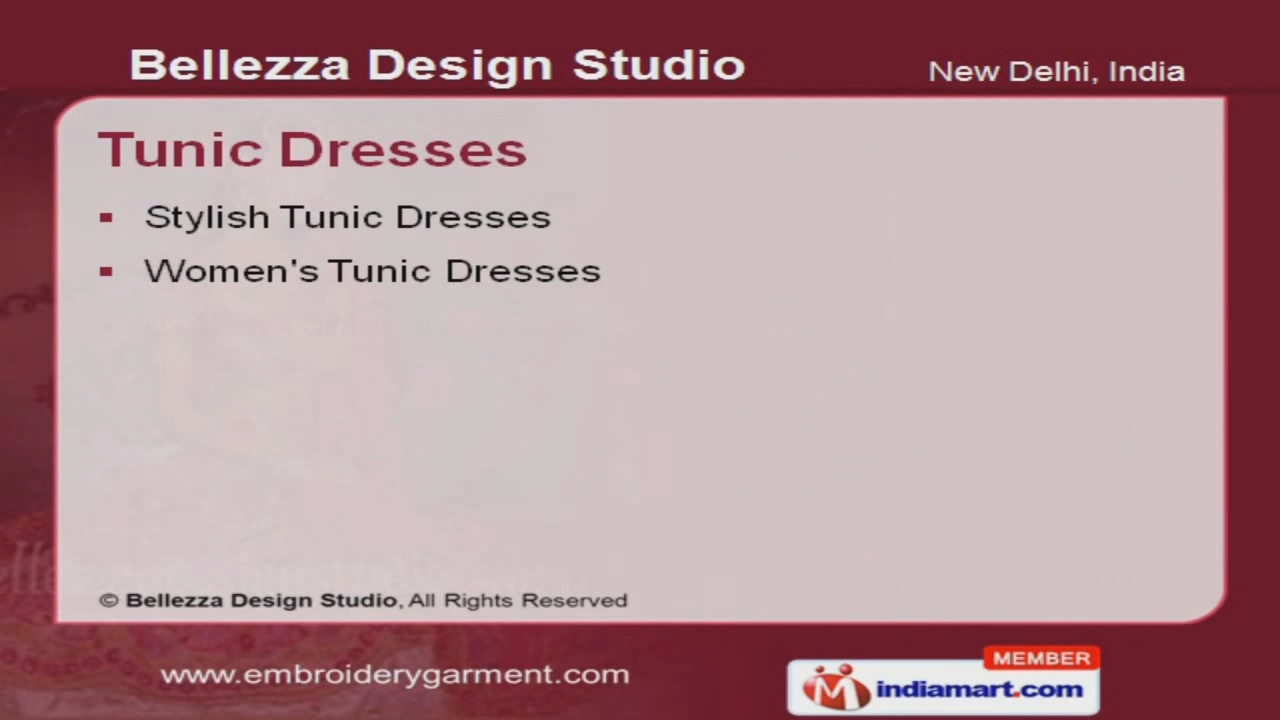 Bellezza Design Studio
New Delhi, India
Tunic Dresses
▪ Stylish Tunic Dresses
▪ Women's Tunic Dresses
© Bellezza Design Studio, All Rights Reserved
www.embroiderygarment.com
MEMBER
indiamart.com